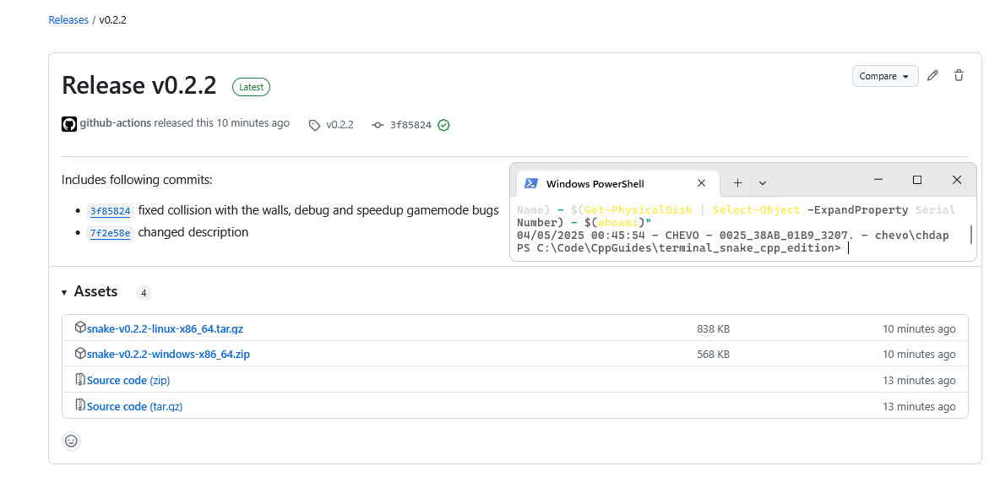 Releases / v0.2.2
Release v0.2.2 Latest
Compare
github-actions released this 10 minutes ago v0.2.2 3f85824
Includes following commits:
3f85824 fixed collision with the walls, debug and speedup gamemode bugs
7f2e58e changed description
Windows PowerShell
Name) - $(Get-PhysicalDisk | Select-Object -ExpandProperty Serial
Number) - $(whoami)"
04/05/2025 00:45:54 - CHEVO - 0025_38AB_01B9_3207. - chevo\chdap
PS C:\Code\CppGuides\terminal_snake_cpp_edition>
Assets 4
snake-v0.2.2-linux-x86_64.tar.gz 838 KB 10 minutes ago
snake-v0.2.2-windows-x86_64.zip 568 KB 10 minutes ago
Source code (zip) 13 minutes ago
Source code (tar.gz) 13 minutes ago